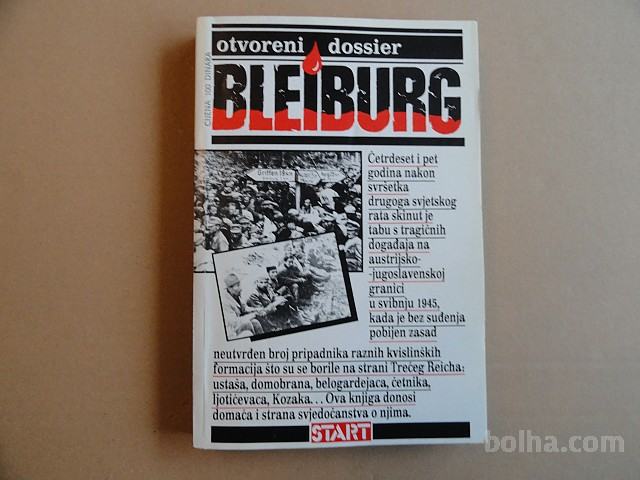 otvoreni dossier
BLEIBURG
CIJENA 100 DINARA
Četrdeset i pet
godina nakon
svršetka
drugoga svjetskog
rata skinut je
tabu s tragičnih
događaja na
austrijsko-
-jugoslavenskoj
granici
u svibnju 1945,
kada je bez suđenja
pobijen zasad
neutvrđen broj pripadnika raznih kvislinških
formacija što su se borile na strani Trećeg Reicha:
ustaša, domobrana, belogardejaca, četnika,
ljotićevaca, Kozaka... Ova knjiga donosi
domaća i strana svjedočanstva o njima.
START
Griffen
bolha.com